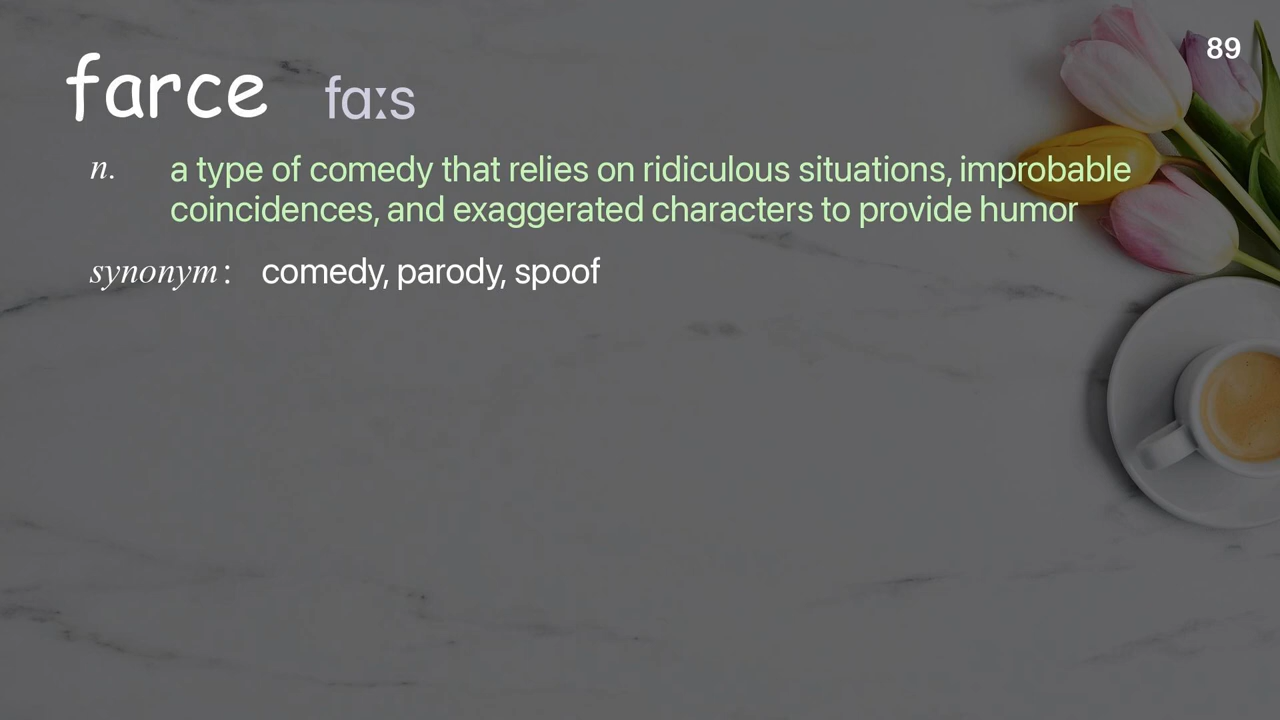 89
farce fɑːs
n. a type of comedy that relies on ridiculous situations, improbable
coincidences, and exaggerated characters to provide humor
synonym: comedy, parody, spoof